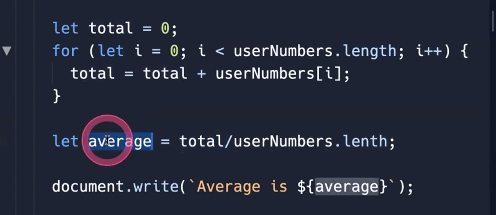 let total = 0;
for (let i = 0; i < userNumbers.length; i++) {
total = total + userNumbers[i];
}
let average = total/userNumbers.lenth;
document.write(`Average is ${average}`);